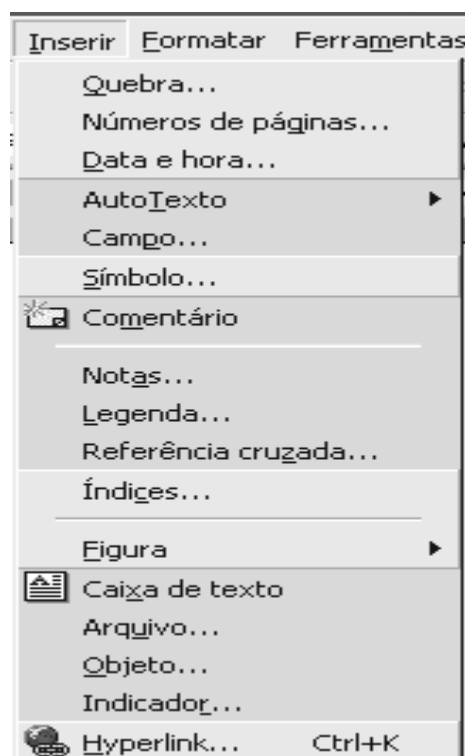 Inserir Formatar Ferramentas
Quebra...
Números de páginas...
Data e hora...
AutoTexto
Campo...
Símbolo...
Comentário
Notas...
Legenda...
Referência cruzada...
Índices...
Figura
Caixa de texto
Arquivo...
Objeto...
Indicador...
Hyperlink... Ctrl+K